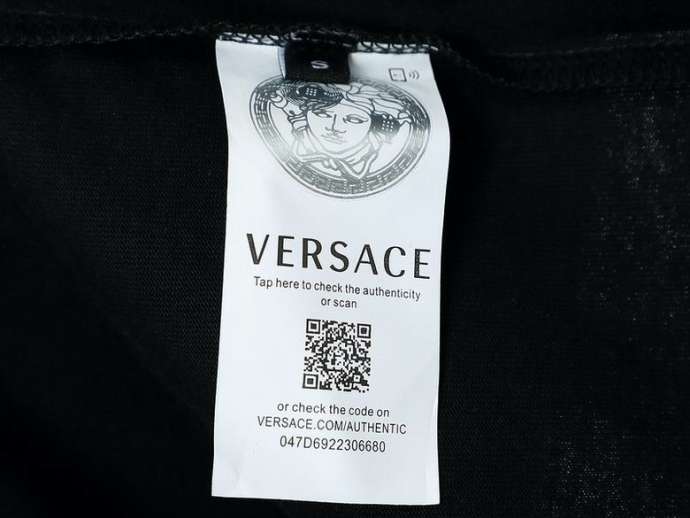 S
VERSACE
Tap here to check the authenticity
or scan
or check the code on
VERSACE.COM/AUTHENTIC
047D6922306680